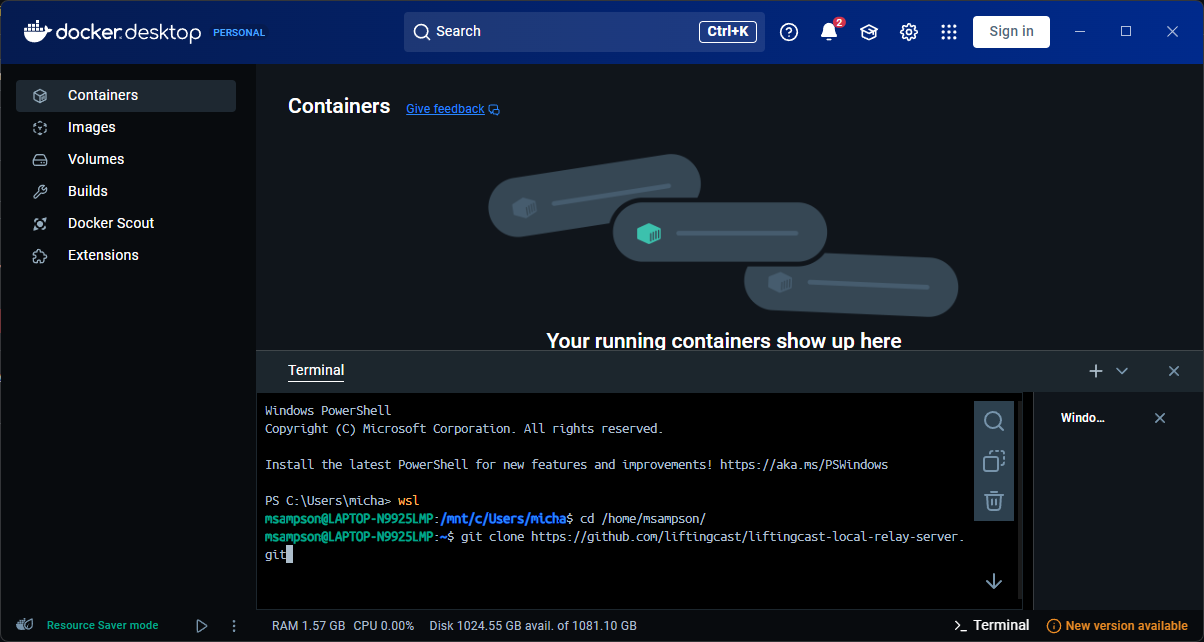 docker.desktop PERSONAL
Search Ctrl+K
2
Sign in
Containers
Images
Volumes
Builds
Docker Scout
Extensions
Containers Give feedback
Your running containers show up here
Terminal
Windows PowerShell
Copyright (C) Microsoft Corporation. All rights reserved.
Install the latest PowerShell for new features and improvements! https://aka.ms/PSWindows
PS C:\Users\micha> wsl
msampson@LAPTOP-N9925LMP:/mnt/c/Users/micha$ cd /home/msampson/
msampson@LAPTOP-N9925LMP:~$ git clone https://github.com/liftingcast/liftingcast-local-relay-server.
git
Windo...
Resource Saver mode
RAM 1.57 GB CPU 0.00% Disk 1024.55 GB avail. of 1081.10 GB
>_ Terminal
New version available